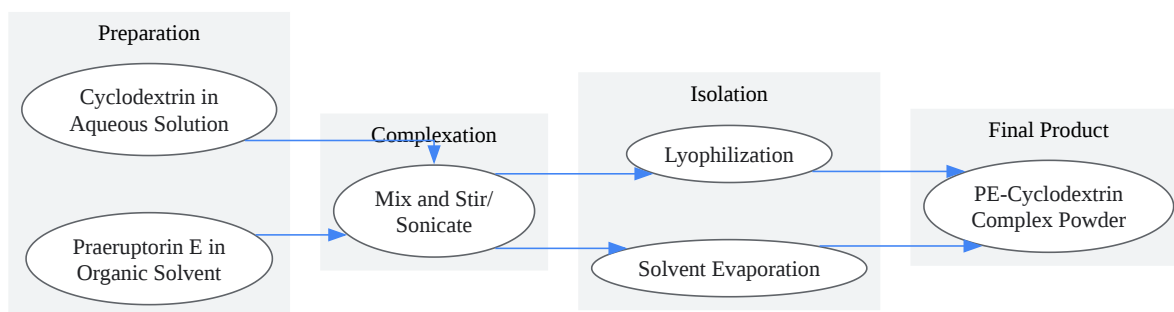 Preparation
Cyclodextrin in
Aqueous Solution
Praeruptorin E in
Organic Solvent
Complexation
Mix and Stir/
Sonicate
Isolation
Lyophilization
Solvent Evaporation
Final Product
PE-Cyclodextrin
Complex Powder